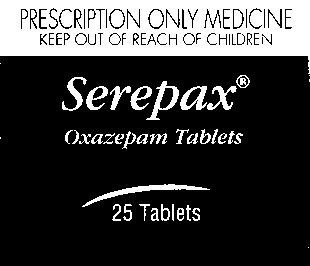 PRESCRIPTION ONLY MEDICINE
KEEP OUT OF REACH OF CHILDREN
Serepax®
Oxazepam Tablets
25 Tablets